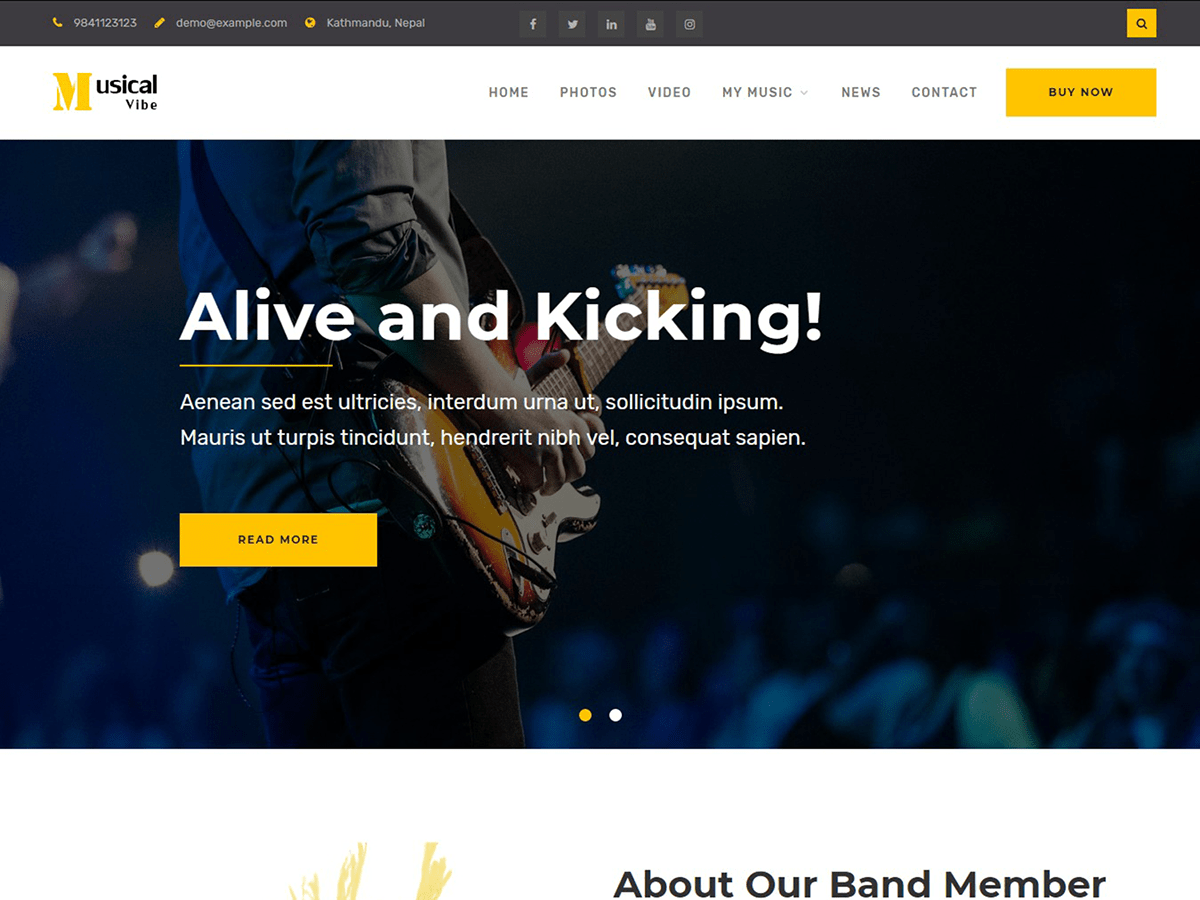 9841123123 demo@example.com Kathmandu, Nepal
Musical
Vibe
HOME PHOTOS VIDEO MY MUSIC NEWS CONTACT BUY NOW
Alive and Kicking!
Aenean sed est ultricies, interdum urna ut, sollicitudin ipsum.
Mauris ut turpis tincidunt, hendrerit nibh vel, consequat sapien.
READ MORE
About Our Band Member